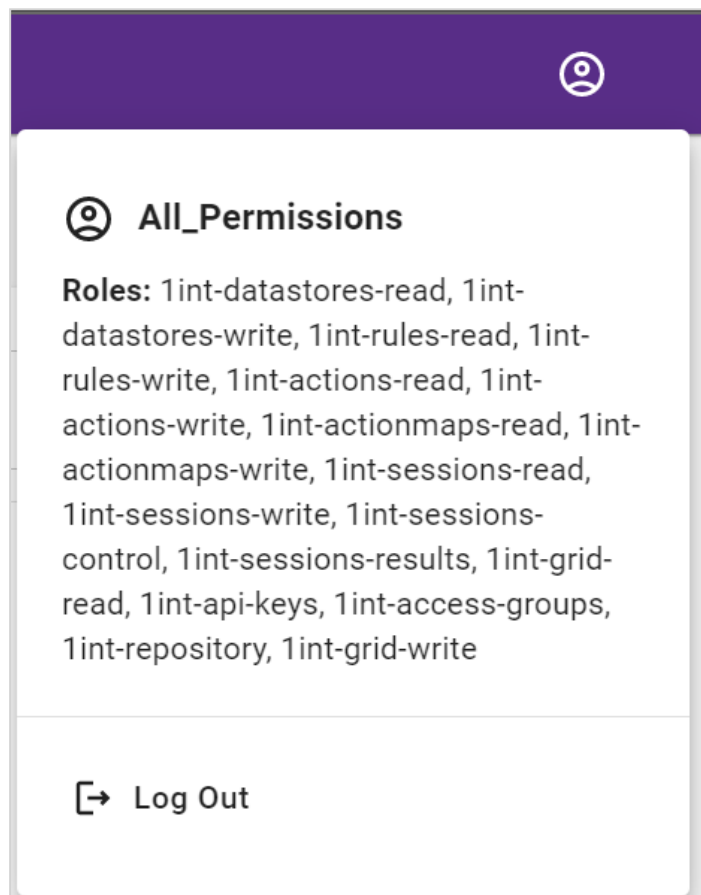 All_Permissions
Roles: 1int-datastores-read, 1int-
datastores-write, 1int-rules-read, 1int-
rules-write, 1int-actions-read, 1int-
actions-write, 1int-actionmaps-read, 1int-
actionmaps-write, 1int-sessions-read,
1int-sessions-write, 1int-sessions-
control, 1int-sessions-results, 1int-grid-
read, 1int-api-keys, 1int-access-groups,
1int-repository, 1int-grid-write
Log Out